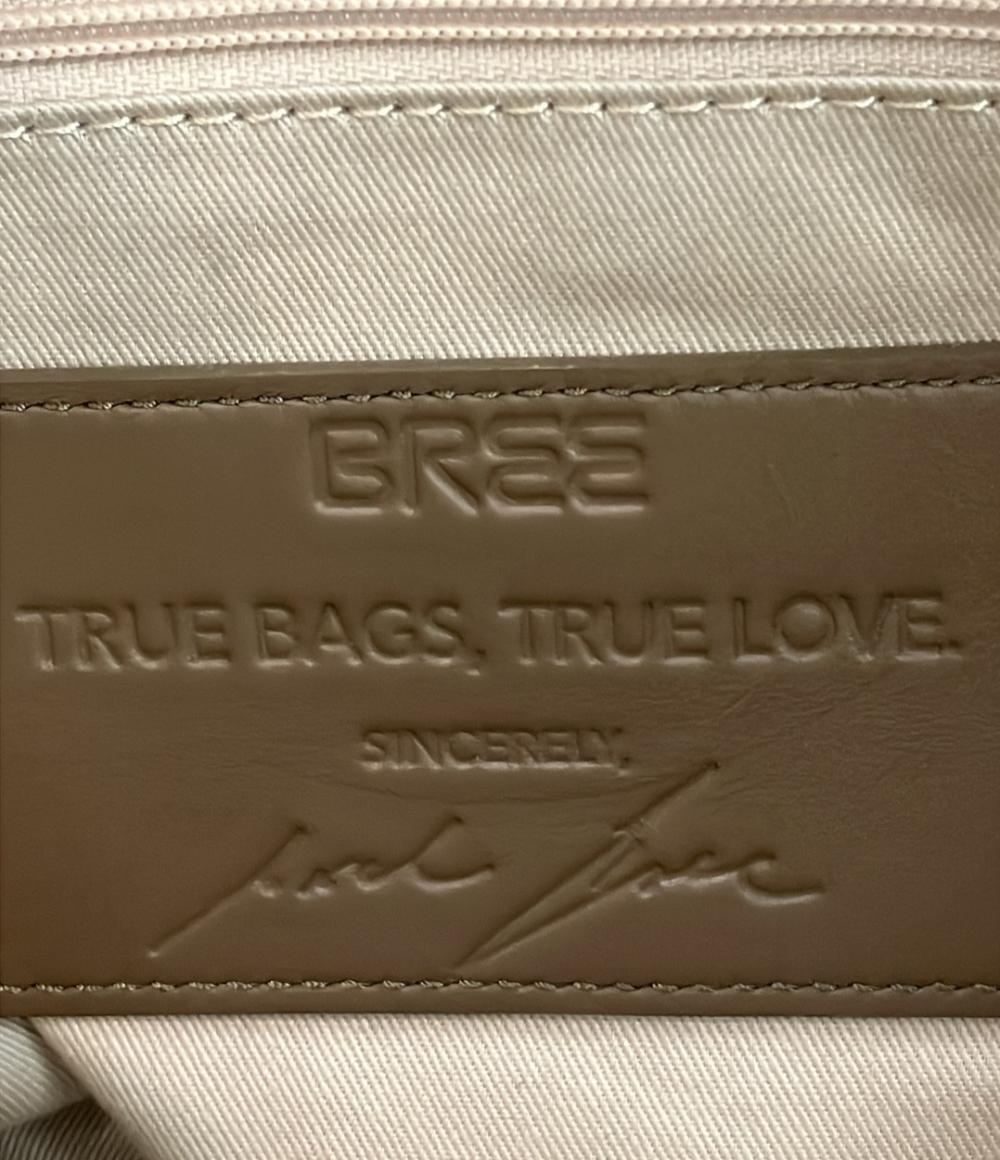 BREE
TRUE BAGS, TRUE LOVE.
SINCERELY,